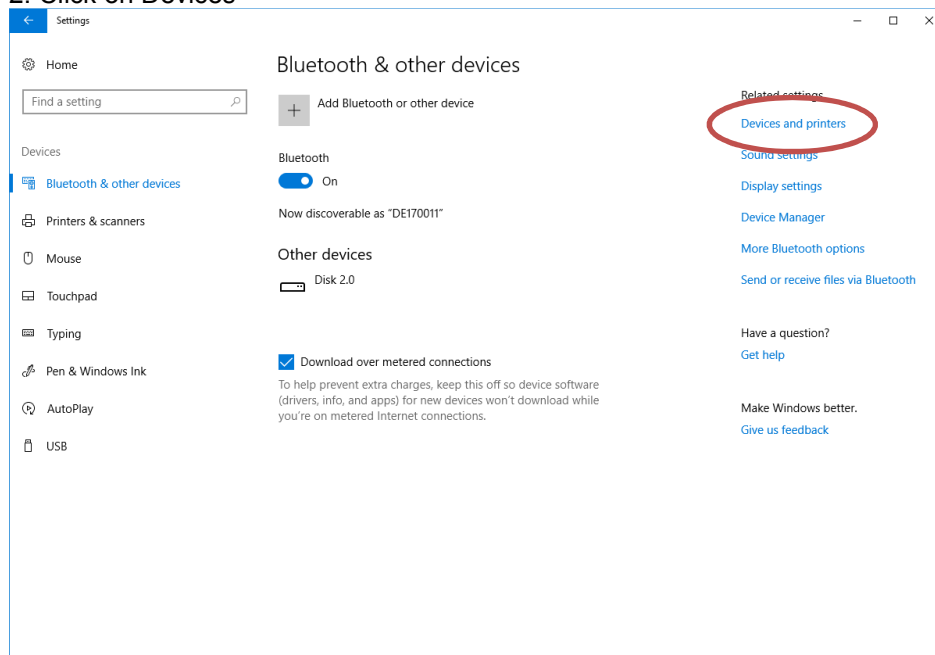 2. Click on Devices
Settings
Home
Find a setting
Devices
Bluetooth & other devices
Printers & scanners
Mouse
Touchpad
Typing
Pen & Windows Ink
AutoPlay
USB
Bluetooth & other devices
Add Bluetooth or other device
Bluetooth
On
Now discoverable as "DE170011"
Other devices
Disk 2.0
Download over metered connections
To help prevent extra charges, keep this off so device software
(drivers, info, and apps) for new devices won't download while
you're on metered Internet connections.
Related settings
Devices and printers
Sound settings
Display settings
Device Manager
More Bluetooth options
Send or receive files via Bluetooth
Have a question?
Get help
Make Windows better.
Give us feedback